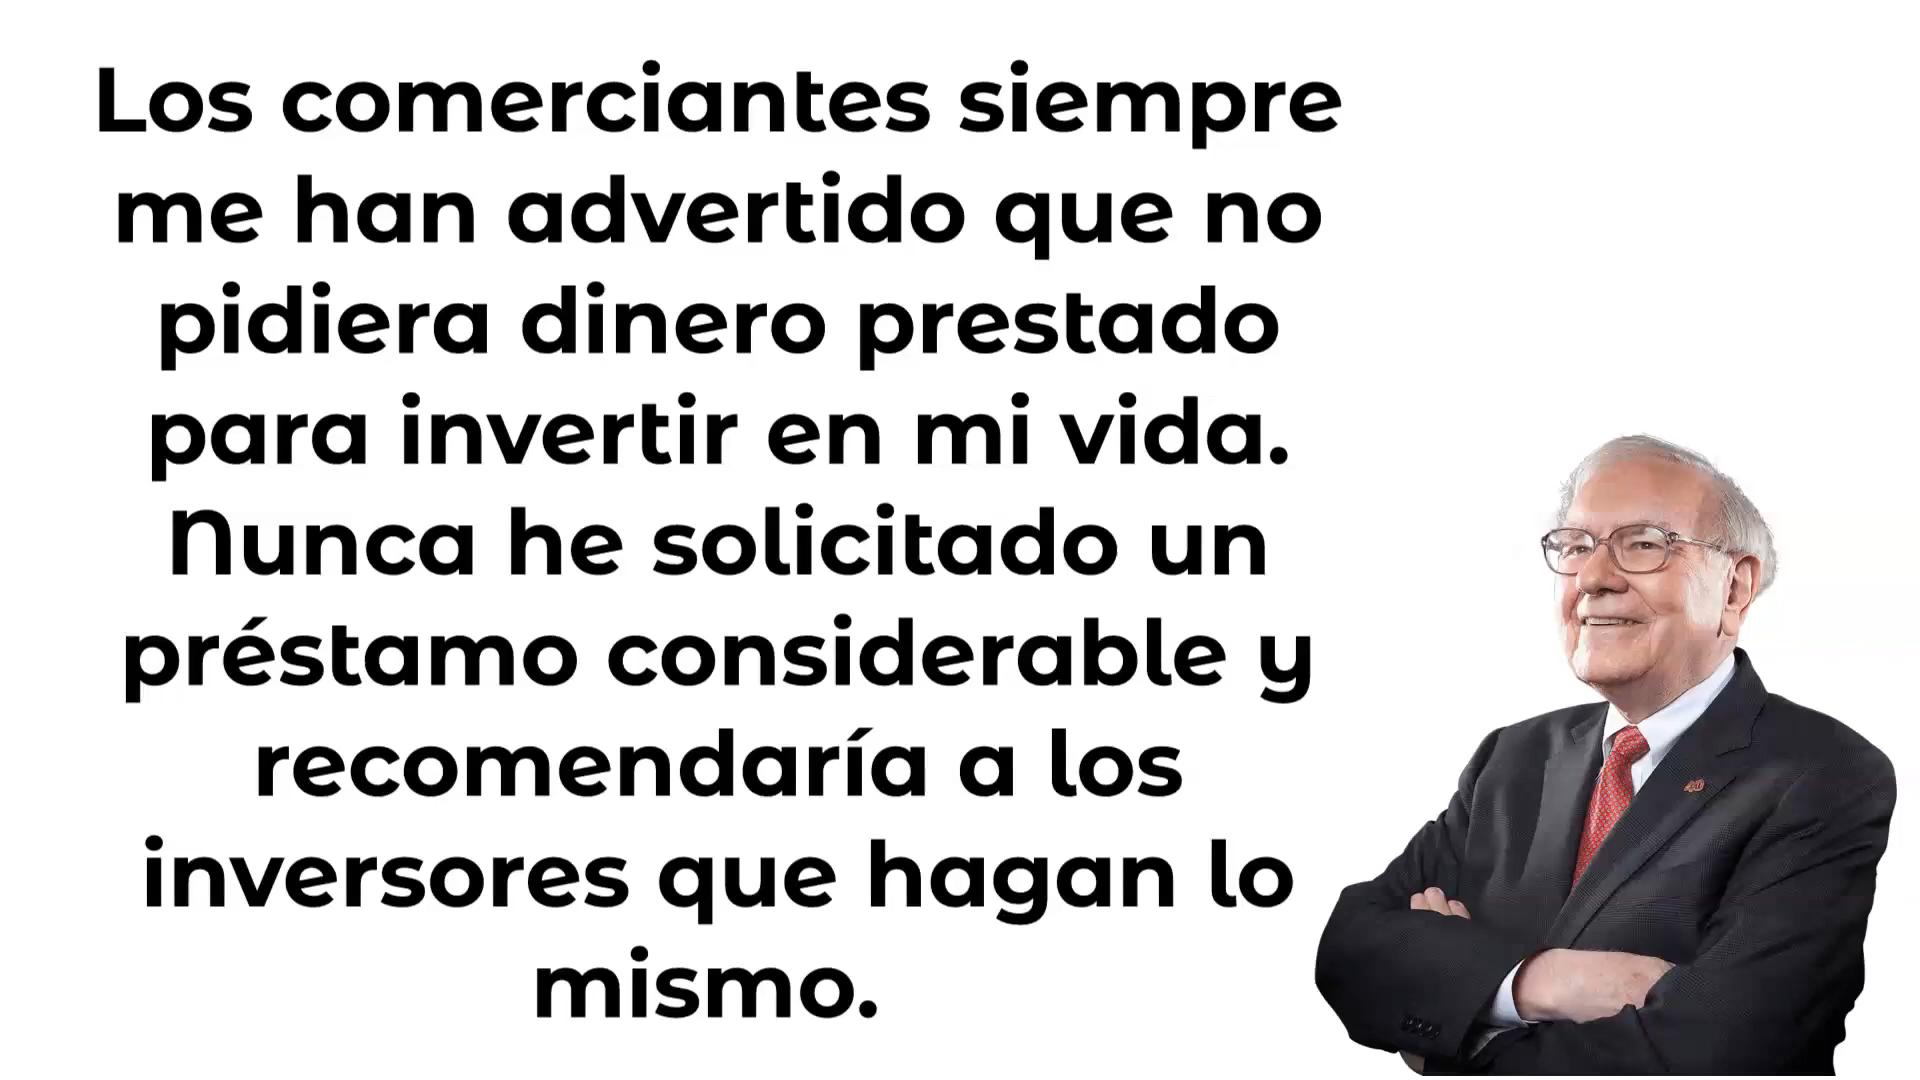 Los comerciantes siempre
me han advertido que no
pidiera dinero prestado
para invertir en mi vida.
Nunca he solicitado un
préstamo considerable y
recomendaría a los
inversores que hagan lo
mismo.